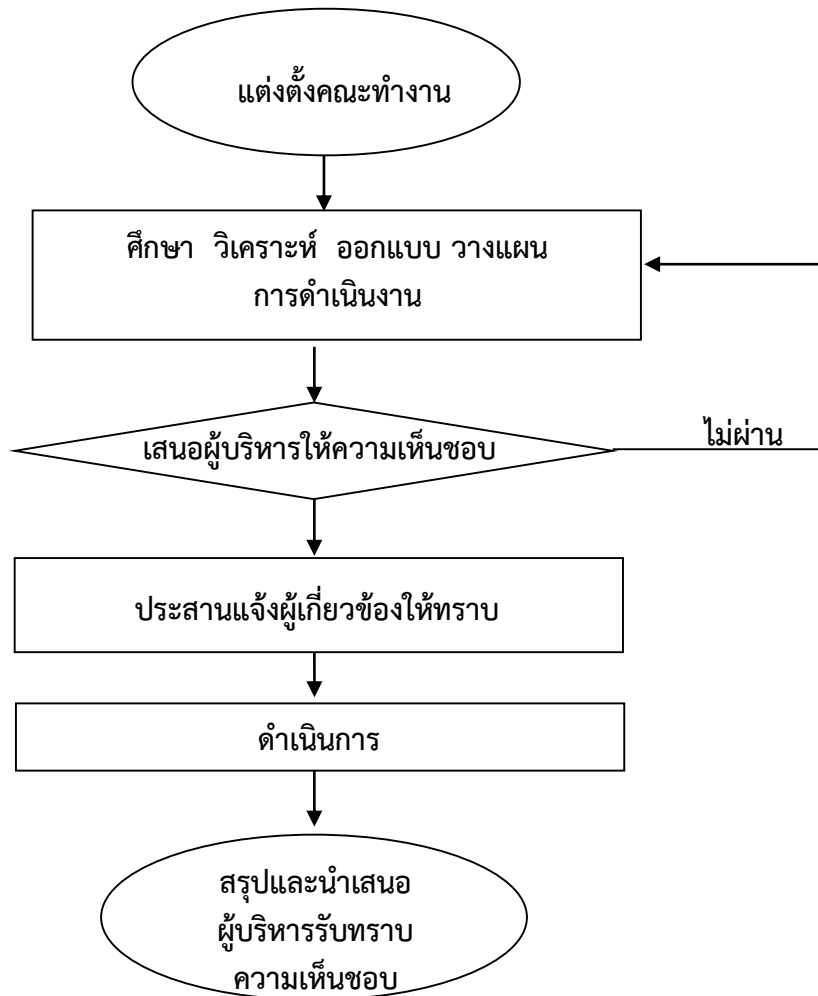 แต่งตั้งคณะทำงาน
ศึกษา วิเคราะห์ ออกแบบ วางแผน
การดำเนินงาน
เสนอผู้บริหารให้ความเห็นชอบ
ไม่ผ่าน
ประสานแจ้งผู้เกี่ยวข้องให้ทราบ
ดำเนินการ
สรุปและนำเสนอ
ผู้บริหารรับทราบ
ความเห็นชอบ